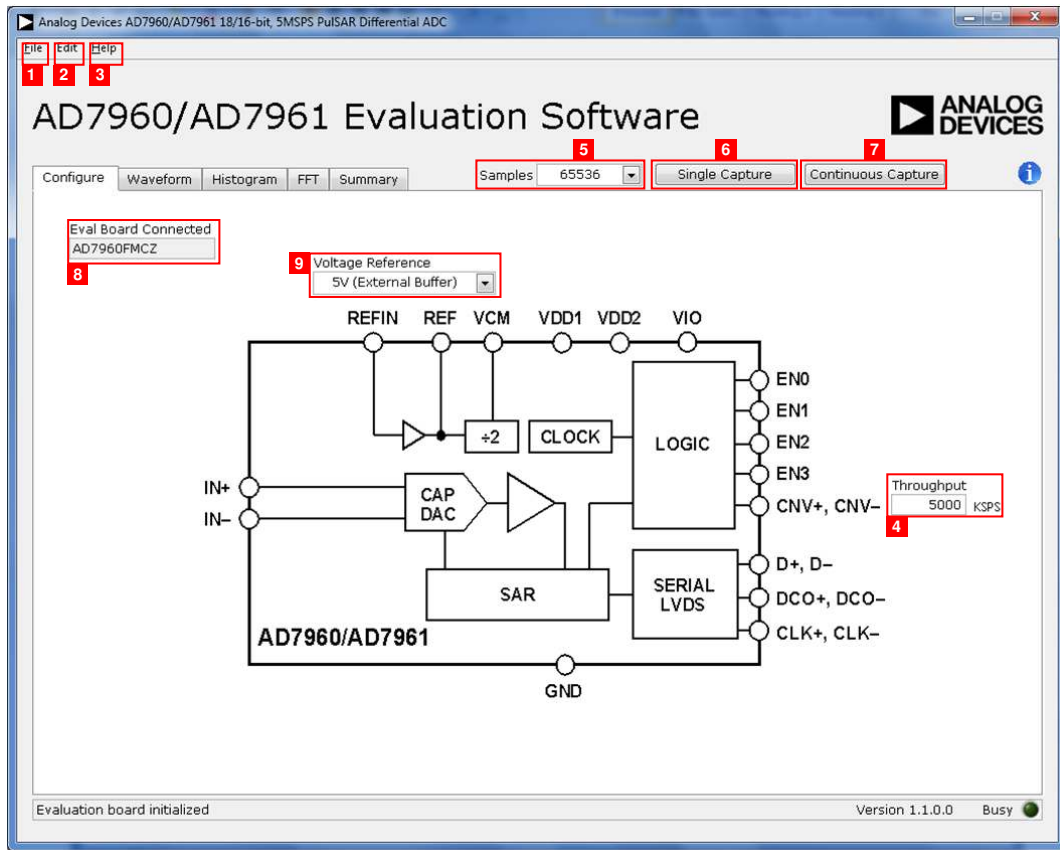 Analog Devices AD7960/AD7961 18/16-bit, 5MSPS PulSAR Differential ADC
File Edit Help
1 2 3
AD7960/AD7961 Evaluation Software
ANALOG
DEVICES
5 6 7
Configure Waveform Histogram FFT Summary Samples 65536 Single Capture Continuous Capture i
Eval Board Connected
AD7960FMCZ
8
9 Voltage Reference
5V (External Buffer)
REFIN REF VCM VDD1 VDD2 VIO
EN0
EN1
÷2 CLOCK LOGIC EN2
EN3
IN+
CAP
DAC
IN–
CNV+, CNV–
Throughput
5000 KSPS
4
D+, D–
SAR
SERIAL
LVDS
DCO+, DCO–
CLK+, CLK–
AD7960/AD7961
GND
Evaluation board initialized Version 1.1.0.0 Busy